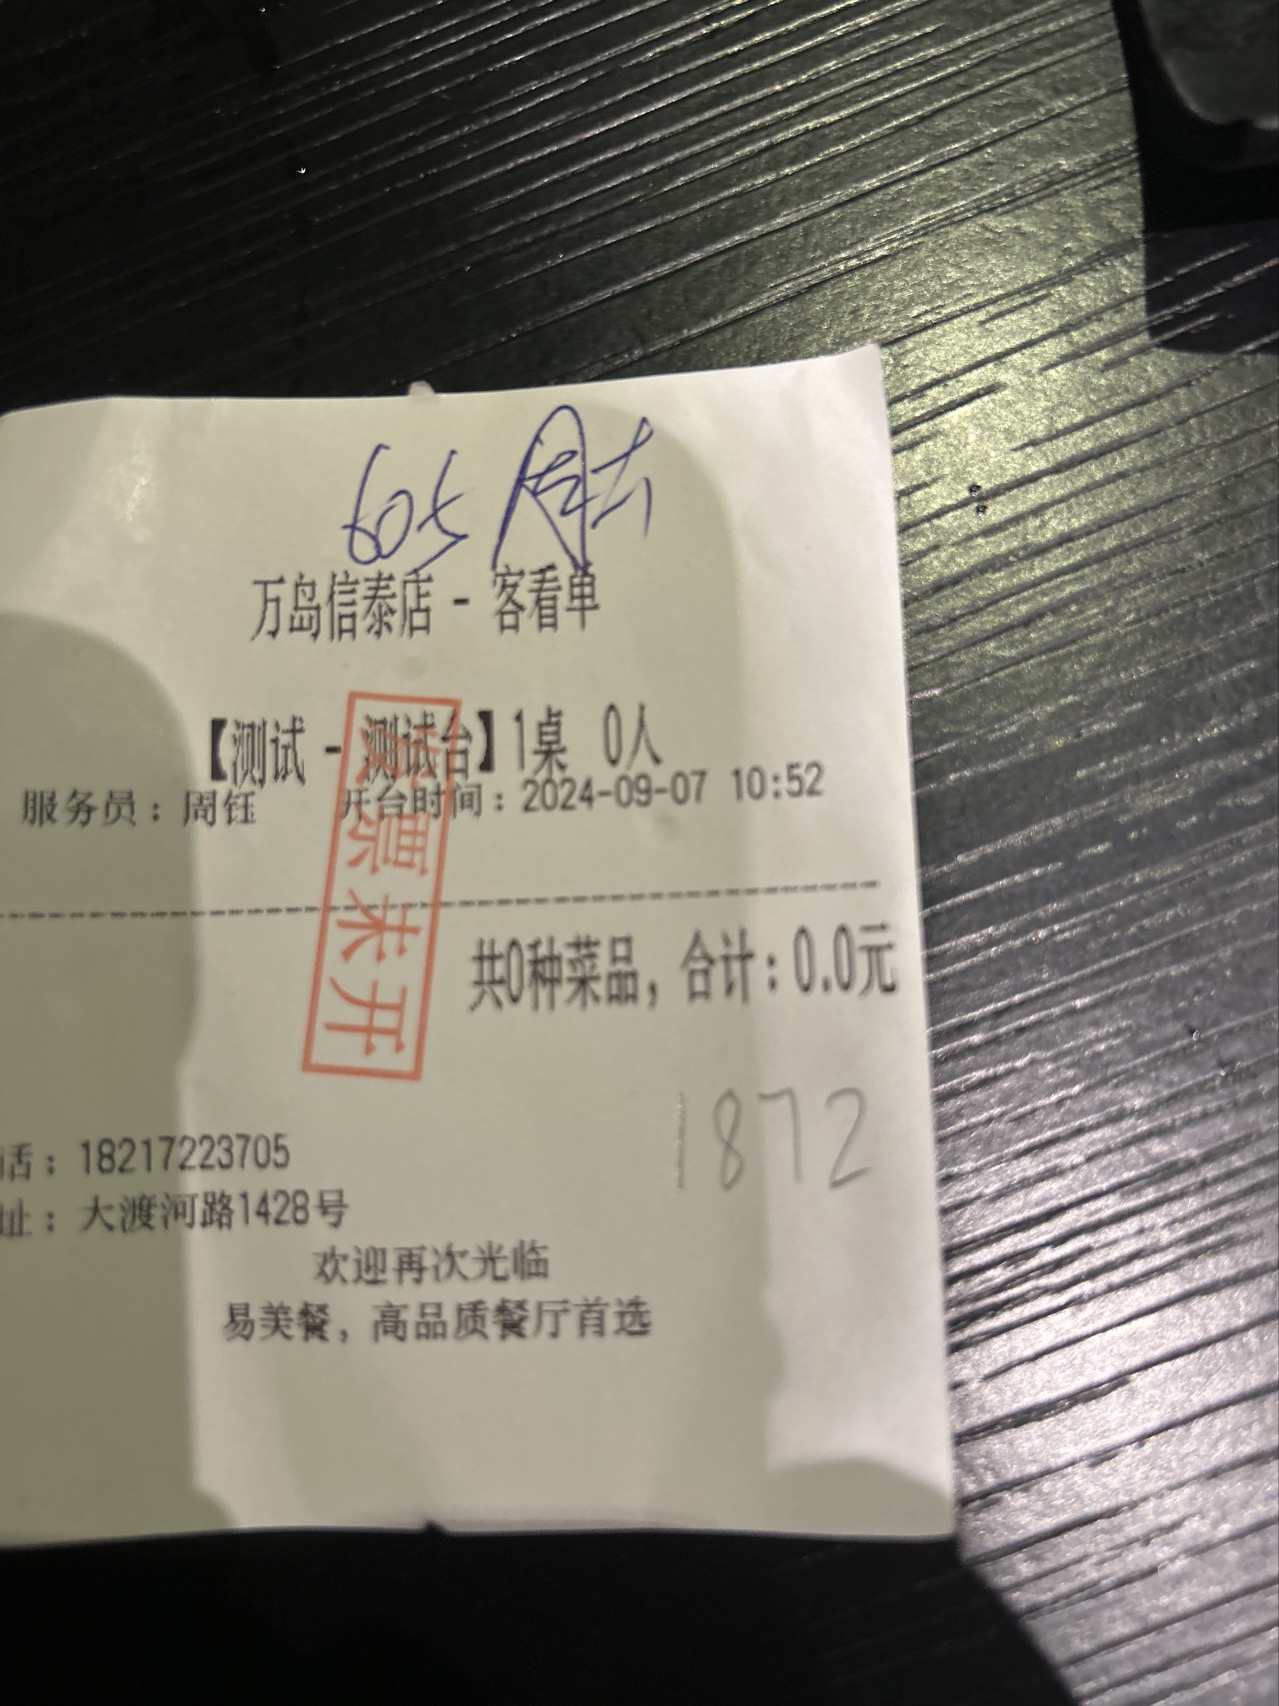 605 周
万岛信泰店 - 客看单
【测试 - 测试台】1桌 0人
服务员：周钰 开台时间：2024-09-07 10:52
发票未开
共0种菜品，合计：0.0元
1872
话：18217223705
址：大渡河路1428号
欢迎再次光临
易美餐，高品质餐厅首选